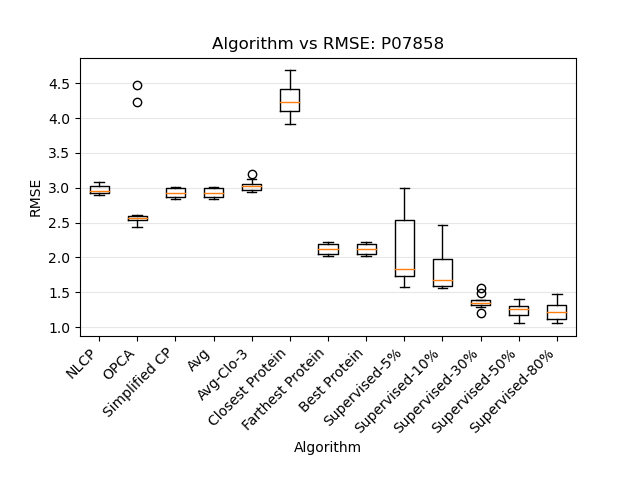 Algorithm vs RMSE: P07858
4.5
4.0
3.5
3.0
2.5
2.0
1.5
1.0
RMSE
NLCP
OPCA
Simplified CP
Avg
Avg-Clo-3
Closest Protein
Farthest Protein
Best Protein
Supervised-5%
Supervised-10%
Supervised-30%
Supervised-50%
Supervised-80%
Algorithm